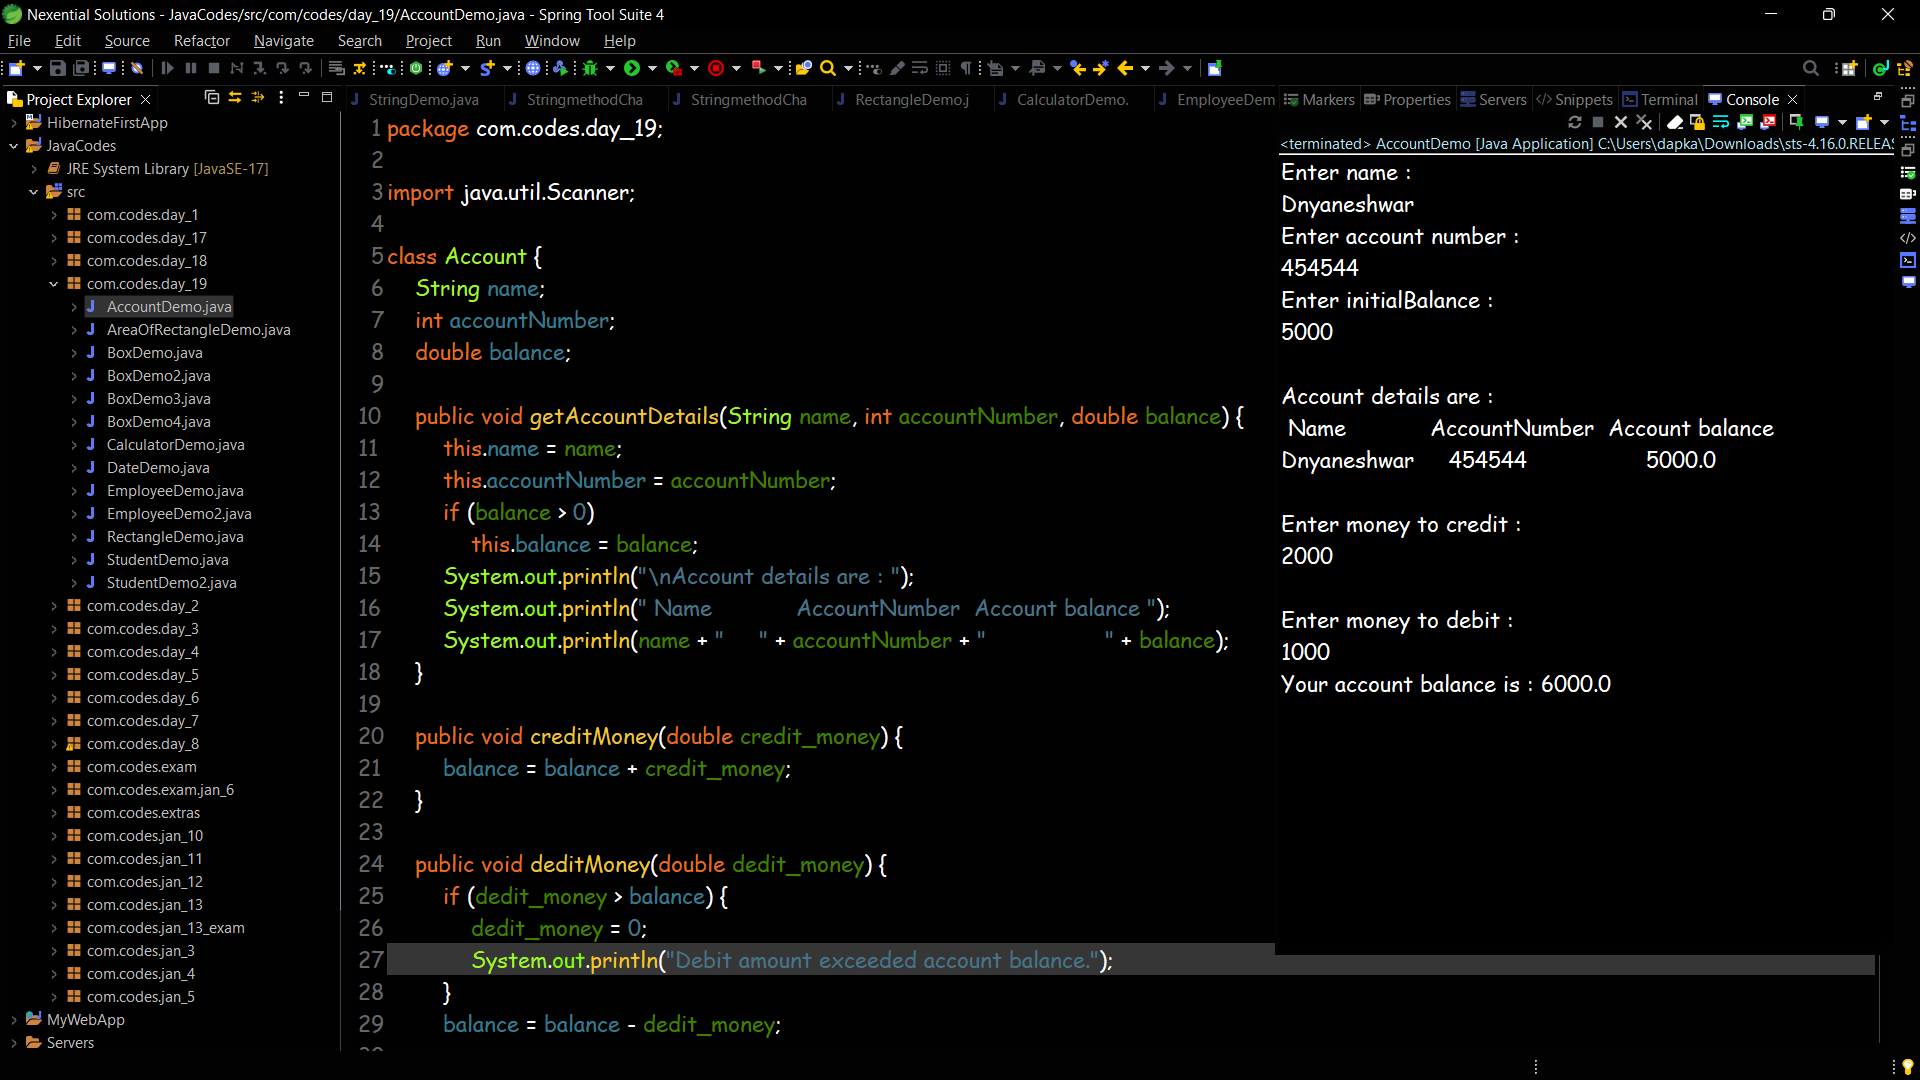 Nexential Solutions - JavaCodes/src/com/codes/day_19/AccountDemo.java - Spring Tool Suite 4
File Edit Source Refactor Navigate Search Project Run Window Help
Project Explorer
HibernateFirstApp
JavaCodes
JRE System Library [JavaSE-17]
src
com.codes.day_1
com.codes.day_17
com.codes.day_18
com.codes.day_19
AccountDemo.java
AreaOfRectangleDemo.java
BoxDemo.java
BoxDemo2.java
BoxDemo3.java
BoxDemo4.java
CalculatorDemo.java
DateDemo.java
EmployeeDemo.java
EmployeeDemo2.java
RectangleDemo.java
StudentDemo.java
StudentDemo2.java
com.codes.day_2
com.codes.day_3
com.codes.day_4
com.codes.day_5
com.codes.day_6
com.codes.day_7
com.codes.day_8
com.codes.exam
com.codes.exam.jan_6
com.codes.extras
com.codes.jan_10
com.codes.jan_11
com.codes.jan_12
com.codes.jan_13
com.codes.jan_13_exam
com.codes.jan_3
com.codes.jan_4
com.codes.jan_5
MyWebApp
Servers
StringDemo.java StringmethodCha StringmethodCha RectangleDemo.j CalculatorDemo. EmployeeDem
1 package com.codes.day_19;
2
3 import java.util.Scanner;
4
5 class Account {
6 String name;
7 int accountNumber;
8 double balance;
9
10 public void getAccountDetails(String name, int accountNumber, double balance) {
11 this.name = name;
12 this.accountNumber = accountNumber;
13 if (balance > 0)
14 this.balance = balance;
15 System.out.println("\nAccount details are : ");
16 System.out.println(" Name AccountNumber Account balance ");
17 System.out.println(name + " " + accountNumber + " " + balance);
18 }
19
20 public void creditMoney(double credit_money) {
21 balance = balance + credit_money;
22 }
23
24 public void deditMoney(double dedit_money) {
25 if (dedit_money > balance) {
26 dedit_money = 0;
27 System.out.println("Debit amount exceeded account balance.");
28 }
29 balance = balance - dedit_money;
Markers Properties Servers Snippets Terminal Console
<terminated> AccountDemo [Java Application] C:\Users\dapka\Downloads\sts-4.16.0.RELEAS
Enter name :
Dnyaneshwar
Enter account number :
454544
Enter initialBalance :
5000
Account details are :
Name AccountNumber Account balance
Dnyaneshwar 454544 5000.0
Enter money to credit :
2000
Enter money to debit :
1000
Your account balance is : 6000.0